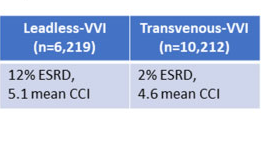 Leadless-VVI Transvenous-VVI
(n=6,219) (n=10,212)
12% ESRD, 2% ESRD,
5.1 mean CCI 4.6 mean CCI